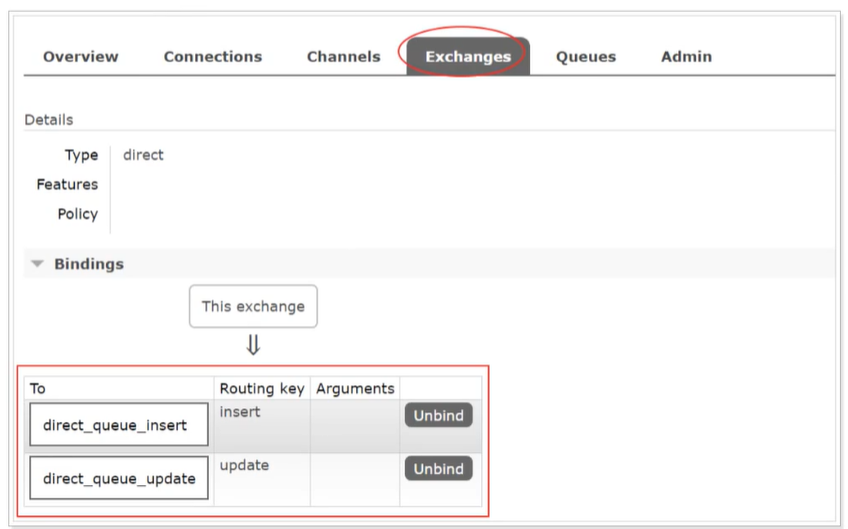 Overview Connections Channels Exchanges Queues Admin
Details
Type direct
Features
Policy
Bindings
This exchange
To Routing key Arguments
direct_queue_insert insert Unbind
direct_queue_update update Unbind